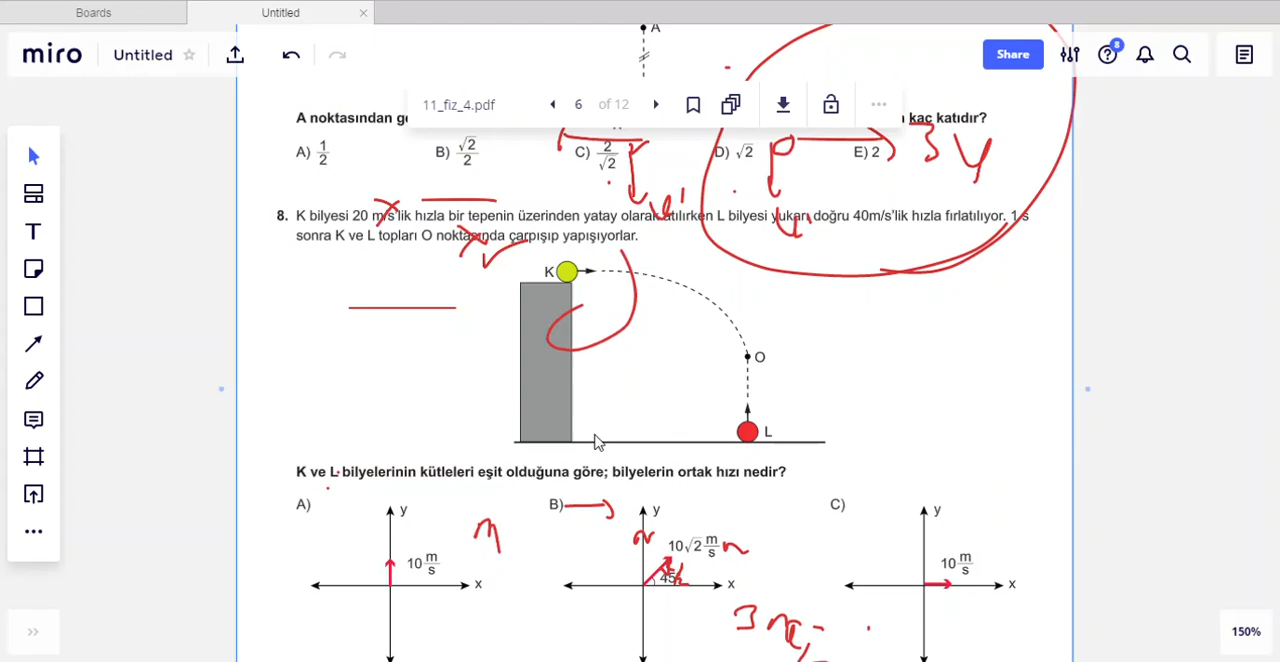 Boards
Untitled
miro
Untitled
Share
8
11_fiz_4.pdf
6 of 12
A
A noktasından kaç katıdır?
A) 1/2
B) √2/2
C) 2/√2
D) √2
E) 2
3
y
8. K bilyesi 20 m/s'lik hızla bir tepenin üzerinden yatay olarak atılırken L bilyesi yukarı doğru 40m/s'lik hızla fırlatılıyor. 1 s
sonra K ve L topları O noktasında çarpışıp yapışıyorlar.
K
O
L
K ve L bilyelerinin kütleleri eşit olduğuna göre; bilyelerin ortak hızı nedir?
A)
y
10 m/s
x
B)
y
10√2 m/s
45
x
C)
y
10 m/s
x
3
150%